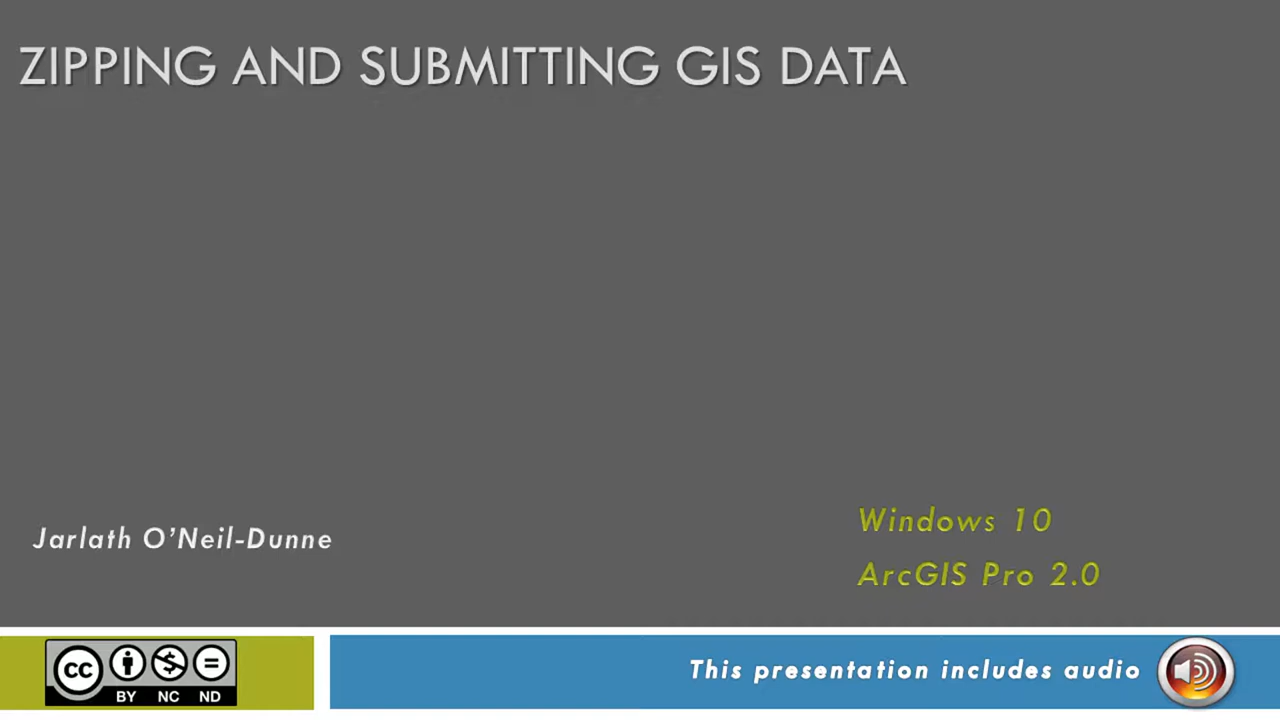 ZIPPING AND SUBMITTING GIS DATA
Jarlath O’Neil-Dunne
Windows 10
ArcGIS Pro 2.0
cc
BY NC ND
This presentation includes audio